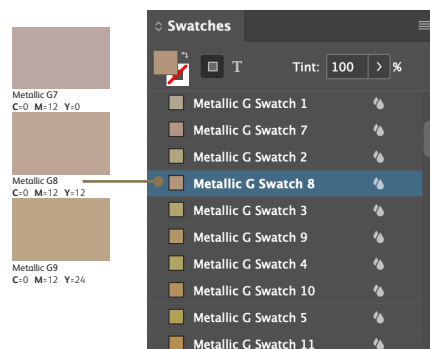 Metallic G7
C=0 M=12 Y=0
Metallic G8
C=0 M=12 Y=12
Metallic G9
C=0 M=12 Y=24
Swatches
T
Tint: 100 > %
Metallic G Swatch 1
Metallic G Swatch 7
Metallic G Swatch 2
Metallic G Swatch 8
Metallic G Swatch 3
Metallic G Swatch 9
Metallic G Swatch 4
Metallic G Swatch 10
Metallic G Swatch 5
Metallic G Swatch 11